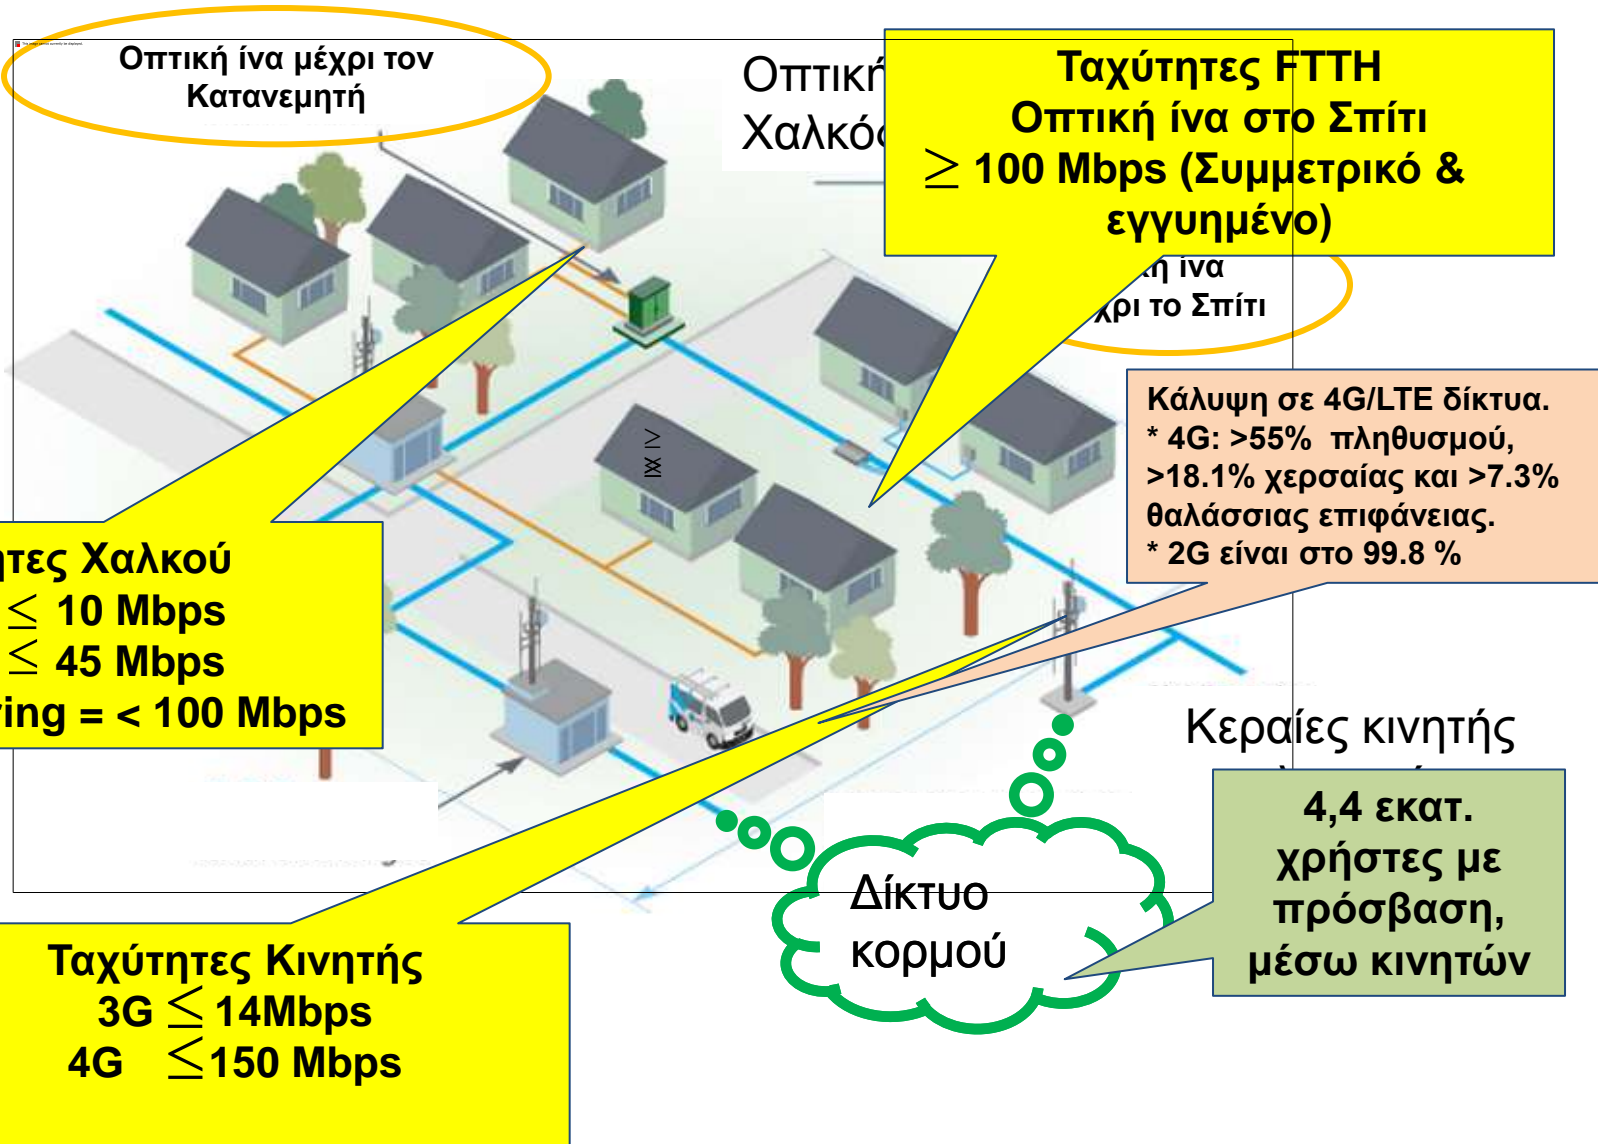 Οπτική ίνα μέχρι τον
Κατανεμητή
Οπτική
Χαλκός
Ταχύτητες FTTH
Οπτική ίνα στο Σπίτι
≥ 100 Mbps (Συμμετρικό &
εγγυημένο)
κή ίνα
χρι το Σπίτι
Κάλυψη σε 4G/LTE δίκτυα.
* 4G: >55% πληθυσμού,
>18.1% χερσαίας και >7.3%
θαλάσσιας επιφάνειας.
* 2G είναι στο 99.8 %
ητες Χαλκού
≤ 10 Mbps
≤ 45 Mbps
ring = < 100 Mbps
Κεραίες κινητής
4,4 εκατ.
χρήστες με
πρόσβαση,
μέσω κινητών
Δίκτυο
κορμού
Ταχύτητες Κινητής
3G ≤ 14Mbps
4G ≤150 Mbps